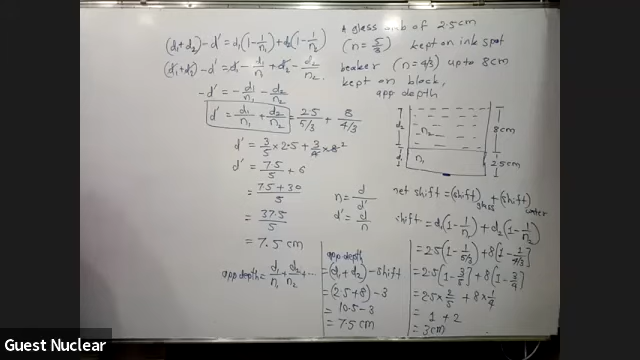 (d₁+d₂)-d' = d₁(1-1/n₁)+d₂(1-1/n₂)
(d₁+d₂)-d' = d₁-d₁/n₁+d₂-d₂/n₂
-d' = -d₁/n₁ - d₂/n₂
d' = d₁/n₁ + d₂/n₂ = 2.5/5/3 + 8/4/3
d' = 3/5 × 2.5 + 3/4 × 8 2
d' = 7.5/5 + 6
= 7.5+30/5
= 37.5/5
= 7.5 cm
app depth = d₁/n₁ + d₂/n₂ + ...
A glass slab of 2.5cm
(n = 5/3) kept on ink spot
beaker (n = 4/3) upto 8cm
kept on block,
app depth
d₂
n₂
8cm
d₁
n₁
2.5cm
n = d/d'
d' = d/n
app depth
= (d₁+d₂) - shift
= (2.5+8) - 3
= 10.5 - 3
= 7.5 cm
net shift = (shift)glass + (shift)water
shift = d₁(1-1/n₁) + d₂(1-1/n₂)
= 2.5[1-1/(5/3)] + 8[1-1/4/3]
= 2.5[1-3/5] + 8[1-3/4]
= 2.5 × 2/5 + 8 × 1/4
= 1 + 2
= 3cm
Guest Nuclear